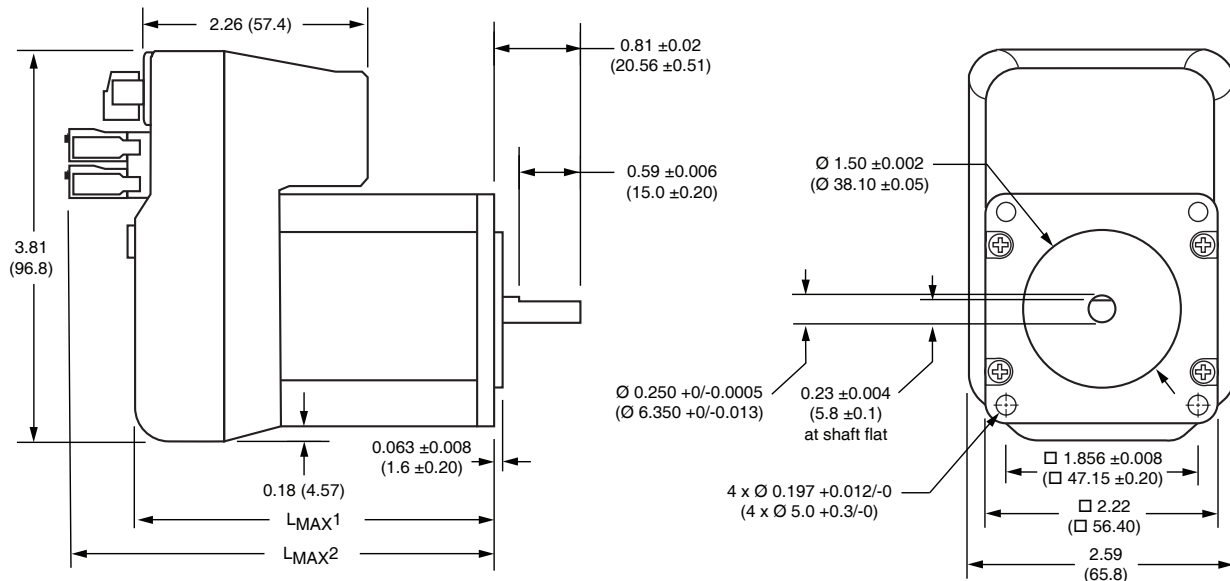 2.26 (57.4)
0.81 ±0.02
(20.56 ±0.51)
0.59 ±0.006
(15.0 ±0.20)
3.81
(96.8)
0.063 ±0.008
(1.6 ±0.20)
0.18 (4.57)
LMAX1
LMAX2
Ø 1.50 ±0.002
(Ø 38.10 ±0.05)
Ø 0.250 +0/-0.0005
(Ø 6.350 +0/-0.013)
0.23 ±0.004
(5.8 ±0.1)
at shaft flat
4 x Ø 0.197 +0.012/-0
(4 x Ø 5.0 +0.3/-0)
□ 1.856 ±0.008
(□ 47.15 ±0.20)
□ 2.22
(□ 56.40)
2.59
(65.8)